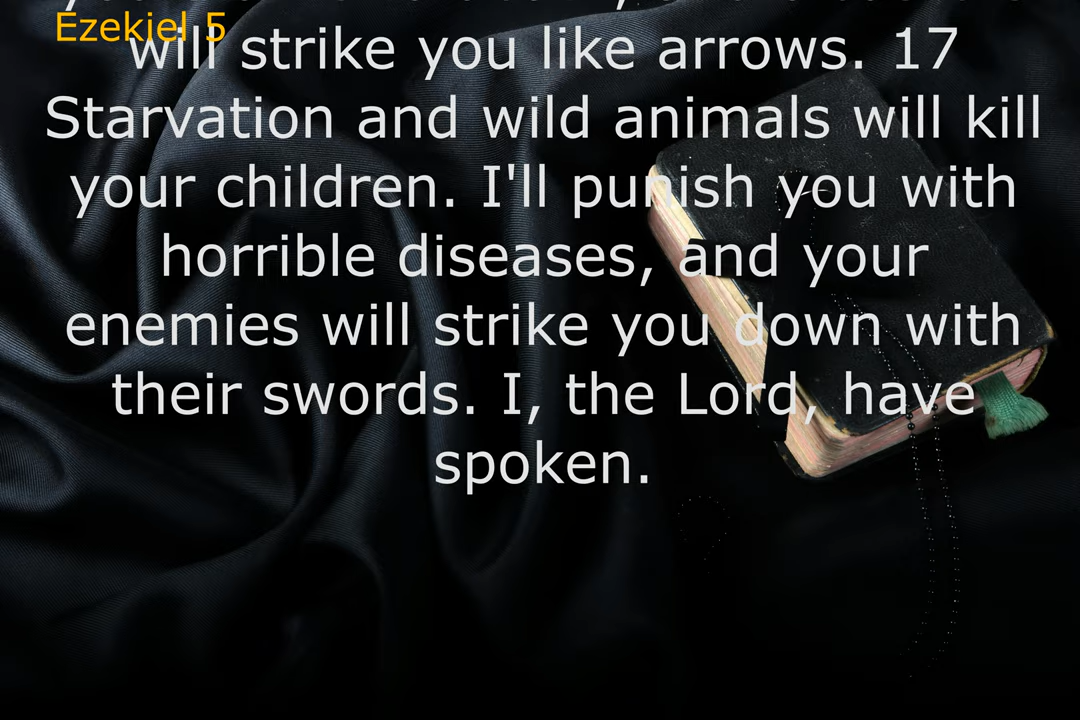 Ezekiel 5
will strike you like arrows. 17
Starvation and wild animals will kill
your children. I'll punish you with
horrible diseases, and your
enemies will strike you down with
their swords. I, the Lord, have
spoken.